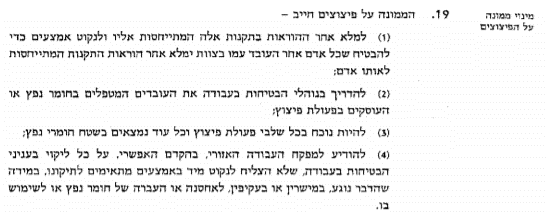 מינוי ממונה
על הפיצוצים
19. הממונה על פיצוצים חייב –
(1) למלא אחר ההוראות בתקנות אלה המתייחסות אליו ולנקוט אמצעים כדי
להבטיח שכל אדם אחר העובד עמו בצוות ימלא אחר הוראות התקנות המתייחסות
לאותו אדם;
(2) להדריך בנוהלי הבטיחות בעבודה את העובדים המטפלים בחומר נפץ או
העוסקים בפעולת פיצוץ;
(3) להיות נוכח בכל שלבי פעולת פיצוץ וכל עוד נמצאים בשטח חומרי נפץ;
(4) להודיע למפקח העבודה האזורי, בהקדם האפשרי, על כל ליקוי בעניני
הבטיחות בעבודה, שלא הצליח לנקוט מיד באמצעים מתאימים לתיקונו, במידה
שהדבר נוגע, במישרין או בעקיפין, לאחסנה או העברה של חומר נפץ או לשימוש
בו.